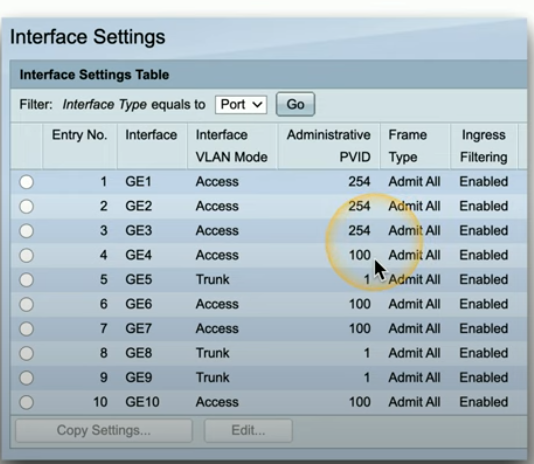 Interface Settings
Interface Settings Table
Filter: Interface Type equals to Port Go
Entry No. Interface Interface VLAN Mode Administrative PVID Frame Type Ingress Filtering
1 GE1 Access 254 Admit All Enabled
2 GE2 Access 254 Admit All Enabled
3 GE3 Access 254 Admit All Enabled
4 GE4 Access 100 Admit All Enabled
5 GE5 Trunk 1 Admit All Enabled
6 GE6 Access 100 Admit All Enabled
7 GE7 Access 100 Admit All Enabled
8 GE8 Trunk 1 Admit All Enabled
9 GE9 Trunk 1 Admit All Enabled
10 GE10 Access 100 Admit All Enabled
Copy Settings... Edit...